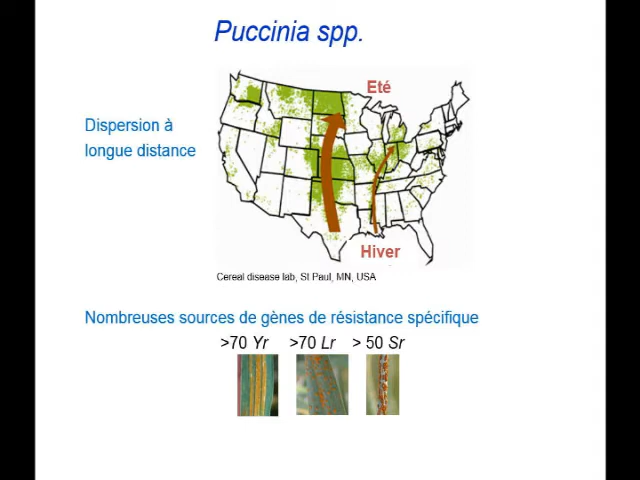 Puccinia spp.
Eté
Dispersion à
longue distance
Hiver
Cereal disease lab, St Paul, MN, USA
Nombreuses sources de gènes de résistance spécifique
>70 Yr >70 Lr > 50 Sr